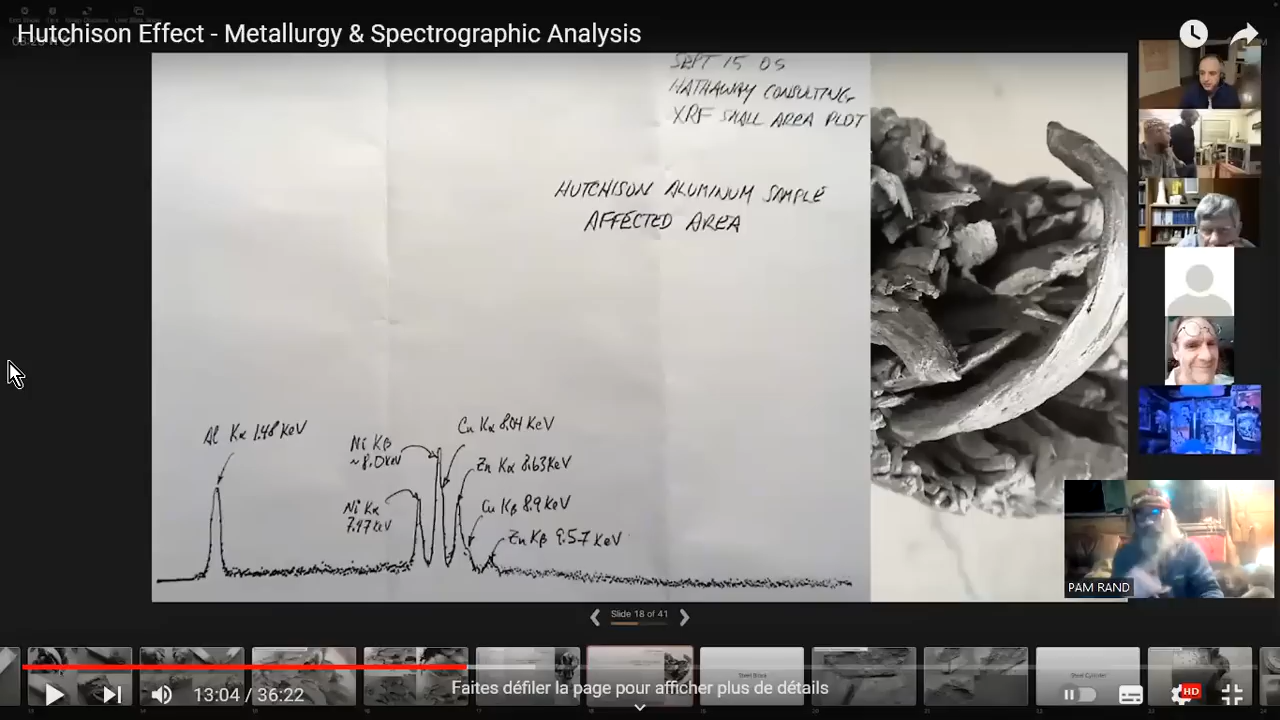 Hutchison Effect - Metallurgy & Spectrographic Analysis
SEPT 15 05
HATHAWAY CONSULTING
XRF SMALL AREA PLOT
HUTCHISON ALUMINUM SAMPLE
AFFECTED AREA
Al Kα 1.48 KeV
Ni Kβ
~8.0KeV
Cu Kα 8.04 KeV
Zn Kα 8.63KeV
Ni Kα
7.47KeV
Cu Kβ 8.9 KeV
Zn Kβ 9.57 KeV
PAM RAND
Slide 18 of 41
13:04 / 36:22
Faites défiler la page pour afficher plus de détails
HD